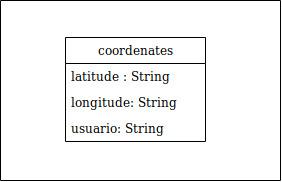 coordenates
latitude : String
longitude: String
usuario: String